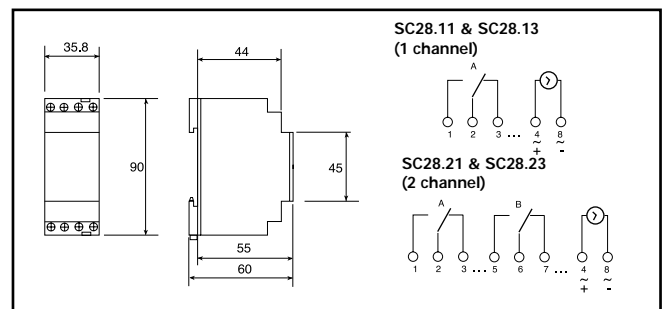 35.8
44
90
45
55
60
SC28.11 & SC28.13
(1 channel)
A
1 2 3 ... 4 8
~ ~
+ -
SC28.21 & SC28.23
(2 channel)
A B
1 2 3 ... 5 6 7 ... 4 8
~ ~
+ -